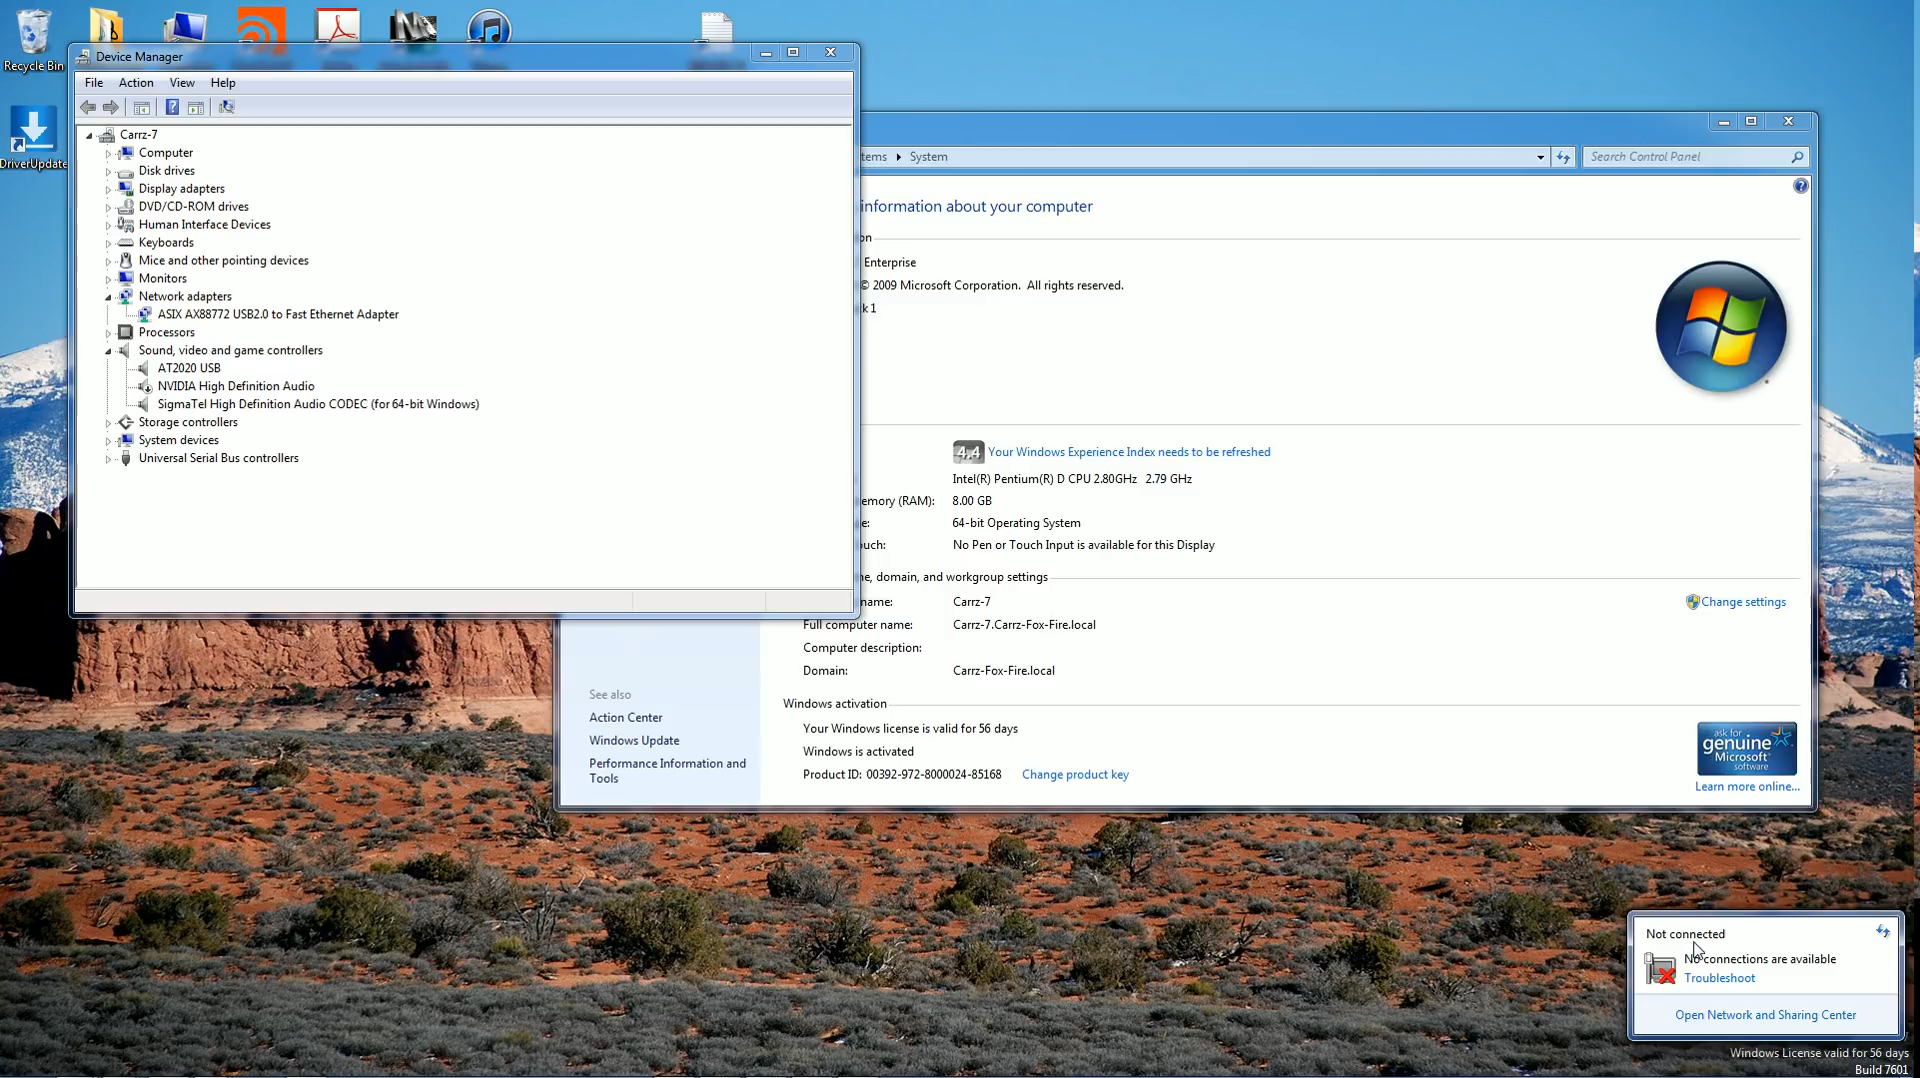 Recycle Bin
DriverUpdate
Device Manager
File Action View Help
Carrz-7
Computer
Disk drives
Display adapters
DVD/CD-ROM drives
Human Interface Devices
Keyboards
Mice and other pointing devices
Monitors
Network adapters
ASIX AX88772 USB2.0 to Fast Ethernet Adapter
Processors
Sound, video and game controllers
AT2020 USB
NVIDIA High Definition Audio
SigmaTel High Definition Audio CODEC (for 64-bit Windows)
Storage controllers
System devices
Universal Serial Bus controllers
tems System
Search Control Panel
information about your computer
on
Enterprise
© 2009 Microsoft Corporation. All rights reserved.
k 1
4.4 Your Windows Experience Index needs to be refreshed
Intel(R) Pentium(R) D CPU 2.80GHz 2.79 GHz
emory (RAM): 8.00 GB
e: 64-bit Operating System
uch: No Pen or Touch Input is available for this Display
e, domain, and workgroup settings
name: Carrz-7
Change settings
Full computer name: Carrz-7.Carrz-Fox-Fire.local
Computer description:
Domain: Carrz-Fox-Fire.local
Windows activation
Your Windows license is valid for 56 days
Windows is activated
Product ID: 00392-972-8000024-85168 Change product key
ask for
genuine
Microsoft
software
Learn more online...
See also
Action Center
Windows Update
Performance Information and
Tools
Not connected
No connections are available
Troubleshoot
Open Network and Sharing Center
Windows License valid for 56 days
Build 7601